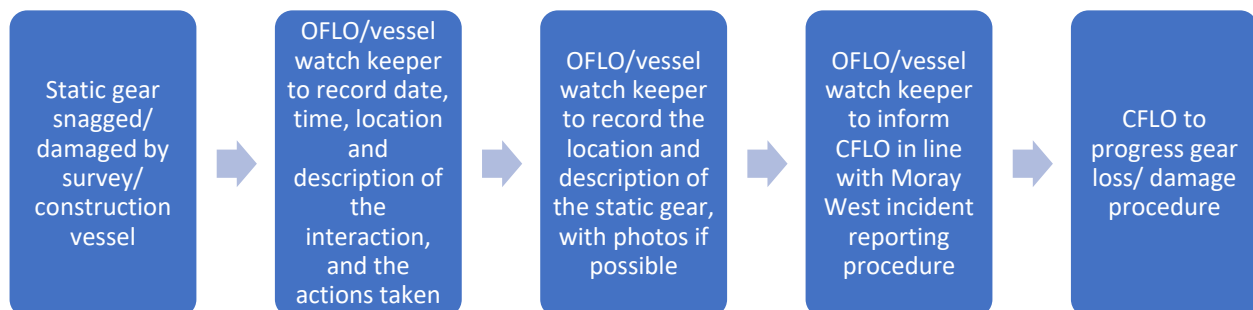 Static gear
snagged/
damaged by
survey/
construction
vessel
OFLO/vessel
watch keeper
to record date,
time, location
and
description of
the
interaction,
and the
actions taken
OFLO/vessel
watch keeper
to record the
location and
description of
the static gear,
with photos if
possible
OFLO/vessel
watch keeper
to inform
CFLO in line
with Moray
West incident
reporting
procedure
CFLO to
progress gear
loss/ damage
procedure